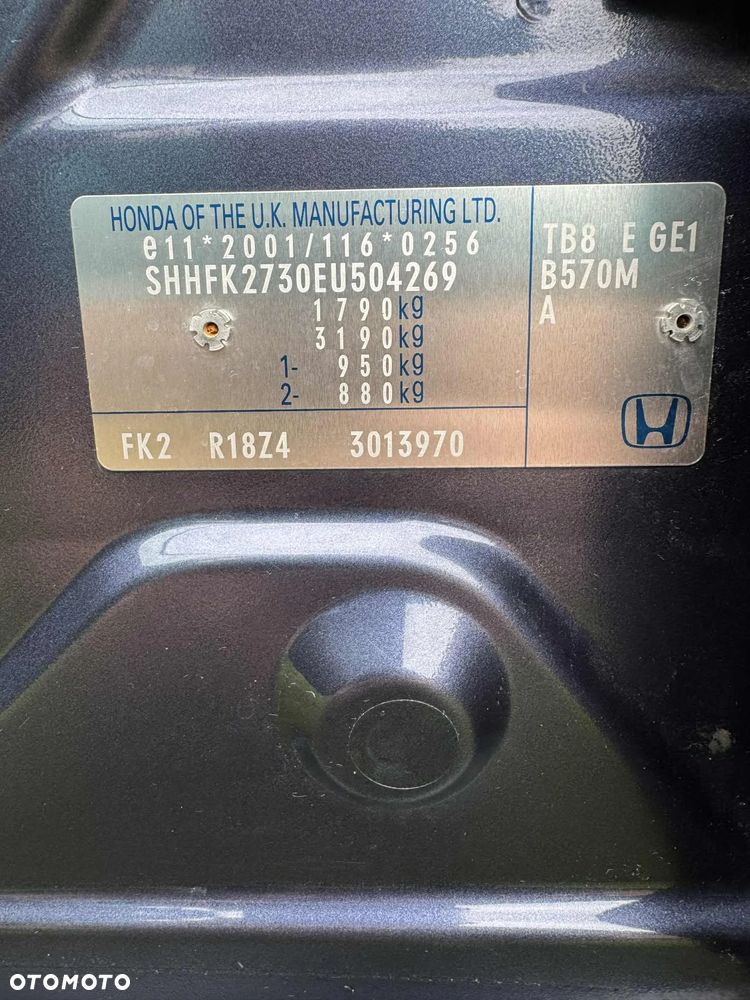 HONDA OF THE U.K. MANUFACTURING LTD.
e11*2001/116*0256
SHHFK2730EU504269
1790kg
3190kg
1- 950kg
2- 880kg
FK2 R18Z4 3013970
TB8 E GE1
B570M
A
OTOMOTO